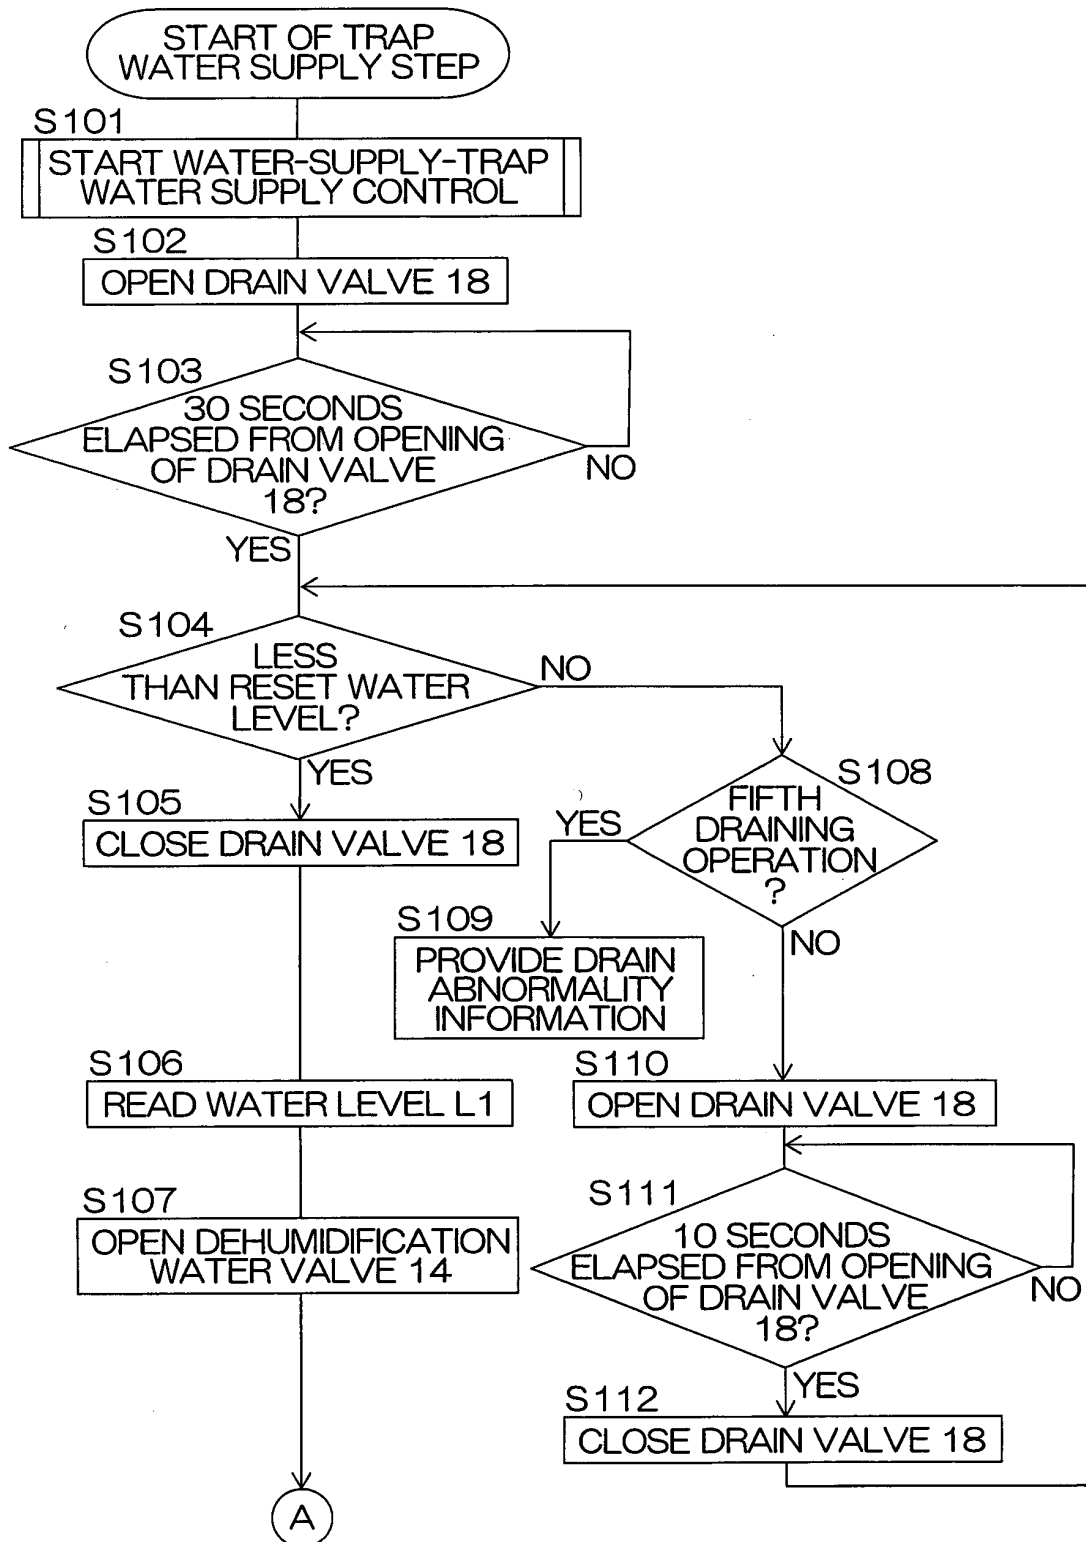 START OF TRAP
WATER SUPPLY STEP
S101
START WATER-SUPPLY-TRAP
WATER SUPPLY CONTROL
S102
OPEN DRAIN VALVE 18
S103
30 SECONDS
ELAPSED FROM OPENING
OF DRAIN VALVE
18?
NO
YES
S104
LESS
THAN RESET WATER
LEVEL?
NO
YES
S105
CLOSE DRAIN VALVE 18
S108
FIFTH
DRAINING
OPERATION
?
YES
NO
S109
PROVIDE DRAIN
ABNORMALITY
INFORMATION
S106
READ WATER LEVEL L1
S110
OPEN DRAIN VALVE 18
S107
OPEN DEHUMIDIFICATION
WATER VALVE 14
S111
10 SECONDS
ELAPSED FROM OPENING
OF DRAIN VALVE
18?
NO
YES
S112
CLOSE DRAIN VALVE 18
A